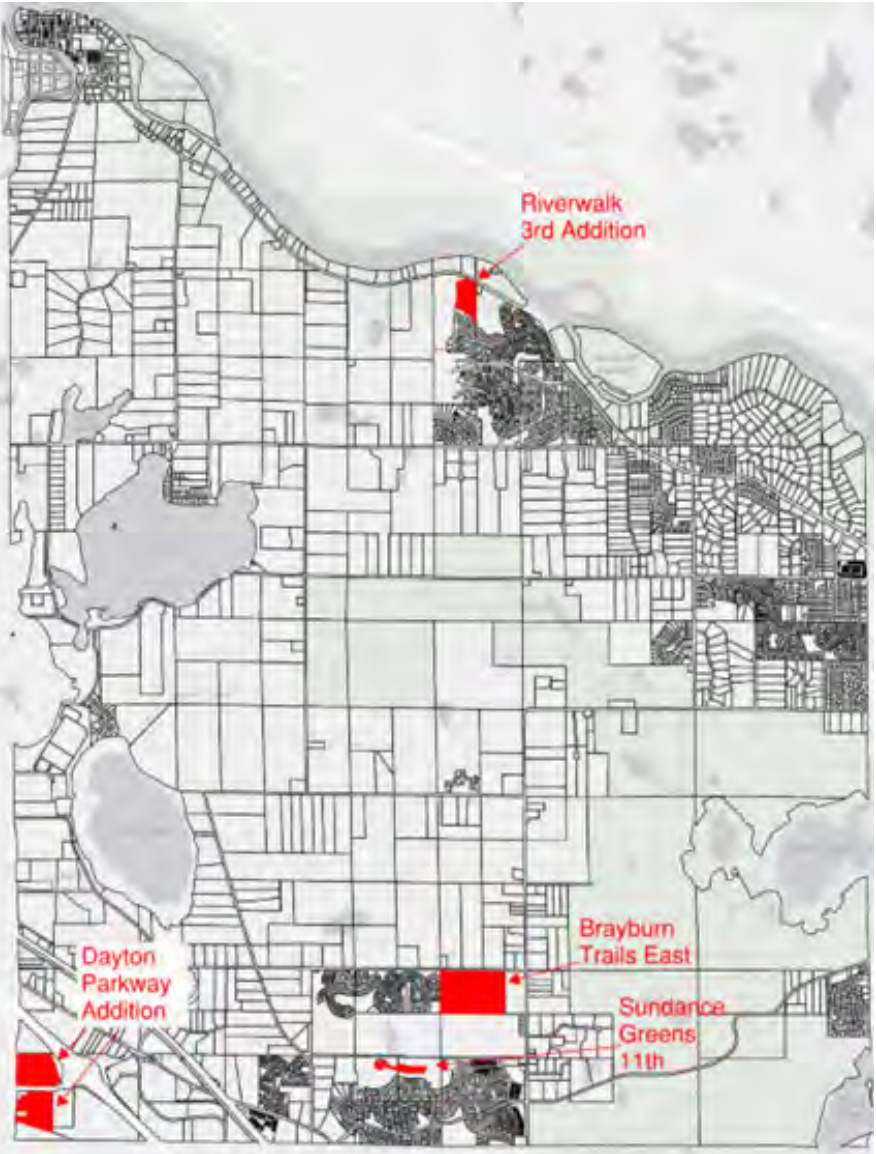 Riverwalk
3rd Addition
Brayburn
Trails East
Dayton
Parkway
Addition
Sundance
Greens
11th